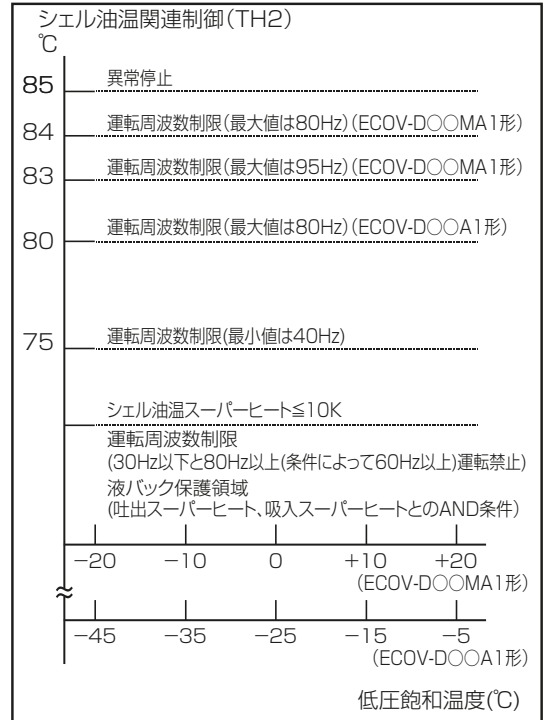 シェル油温関連制御(TH2)
℃
85 異常停止
84 運転周波数制限(最大値は80Hz)(ECOV-D○○MA1形)
83 運転周波数制限(最大値は95Hz)(ECOV-D○○MA1形)
80 運転周波数制限(最大値は80Hz)(ECOV-D○○A1形)
75 運転周波数制限(最小値は40Hz)
シェル油温スーパーヒート≦10K
運転周波数制限
(30Hz以下と80Hz以上(条件によって60Hz以上)運転禁止)
液バック保護領域
(吐出スーパーヒート、吸入スーパーヒートとのAND条件)
−20 −10 0 +10 +20
(ECOV-D○○MA1形)
≈
−45 −35 −25 −15 −5
(ECOV-D○○A1形)
低圧飽和温度(℃)